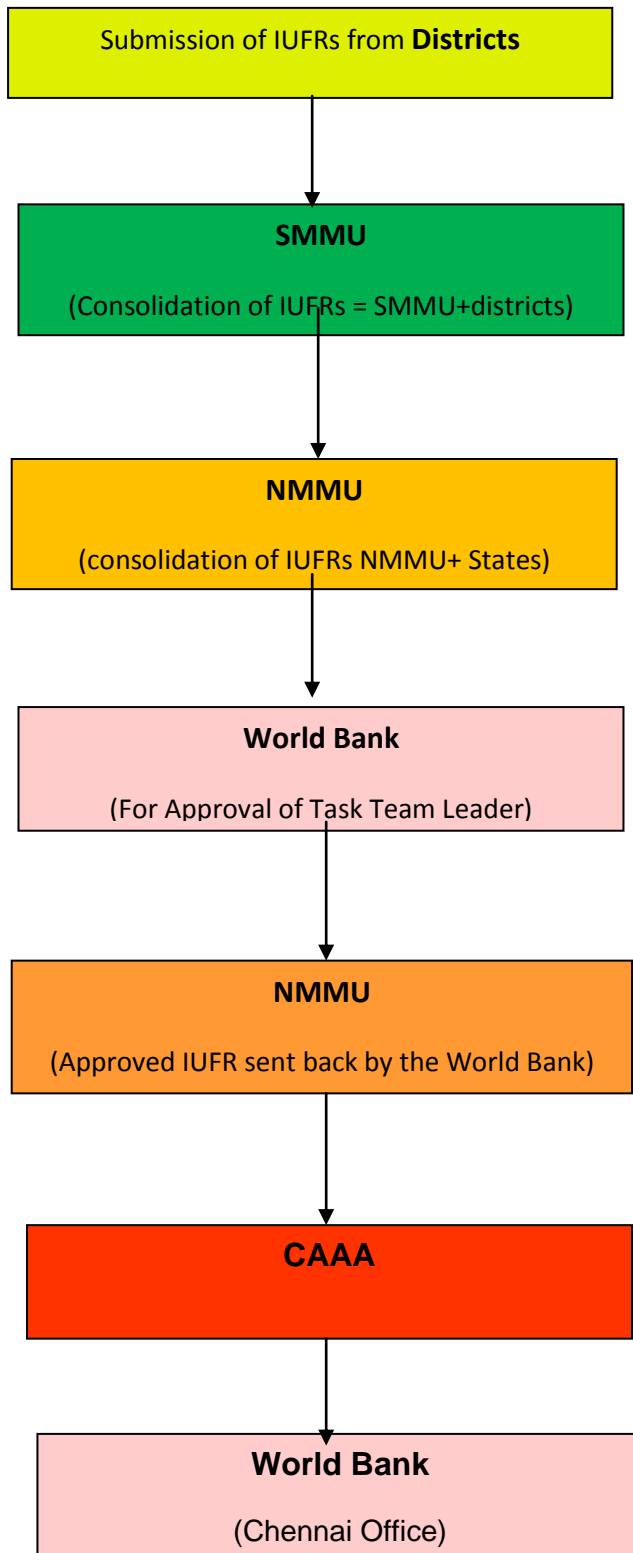 Submission of IUFRs from Districts
SMMU
(Consolidation of IUFRs = SMMU+districts)
NMMU
(consolidation of IUFRs NMMU+ States)
World Bank
(For Approval of Task Team Leader)
NMMU
(Approved IUFR sent back by the World Bank)
CAAA
World Bank
(Chennai Office)